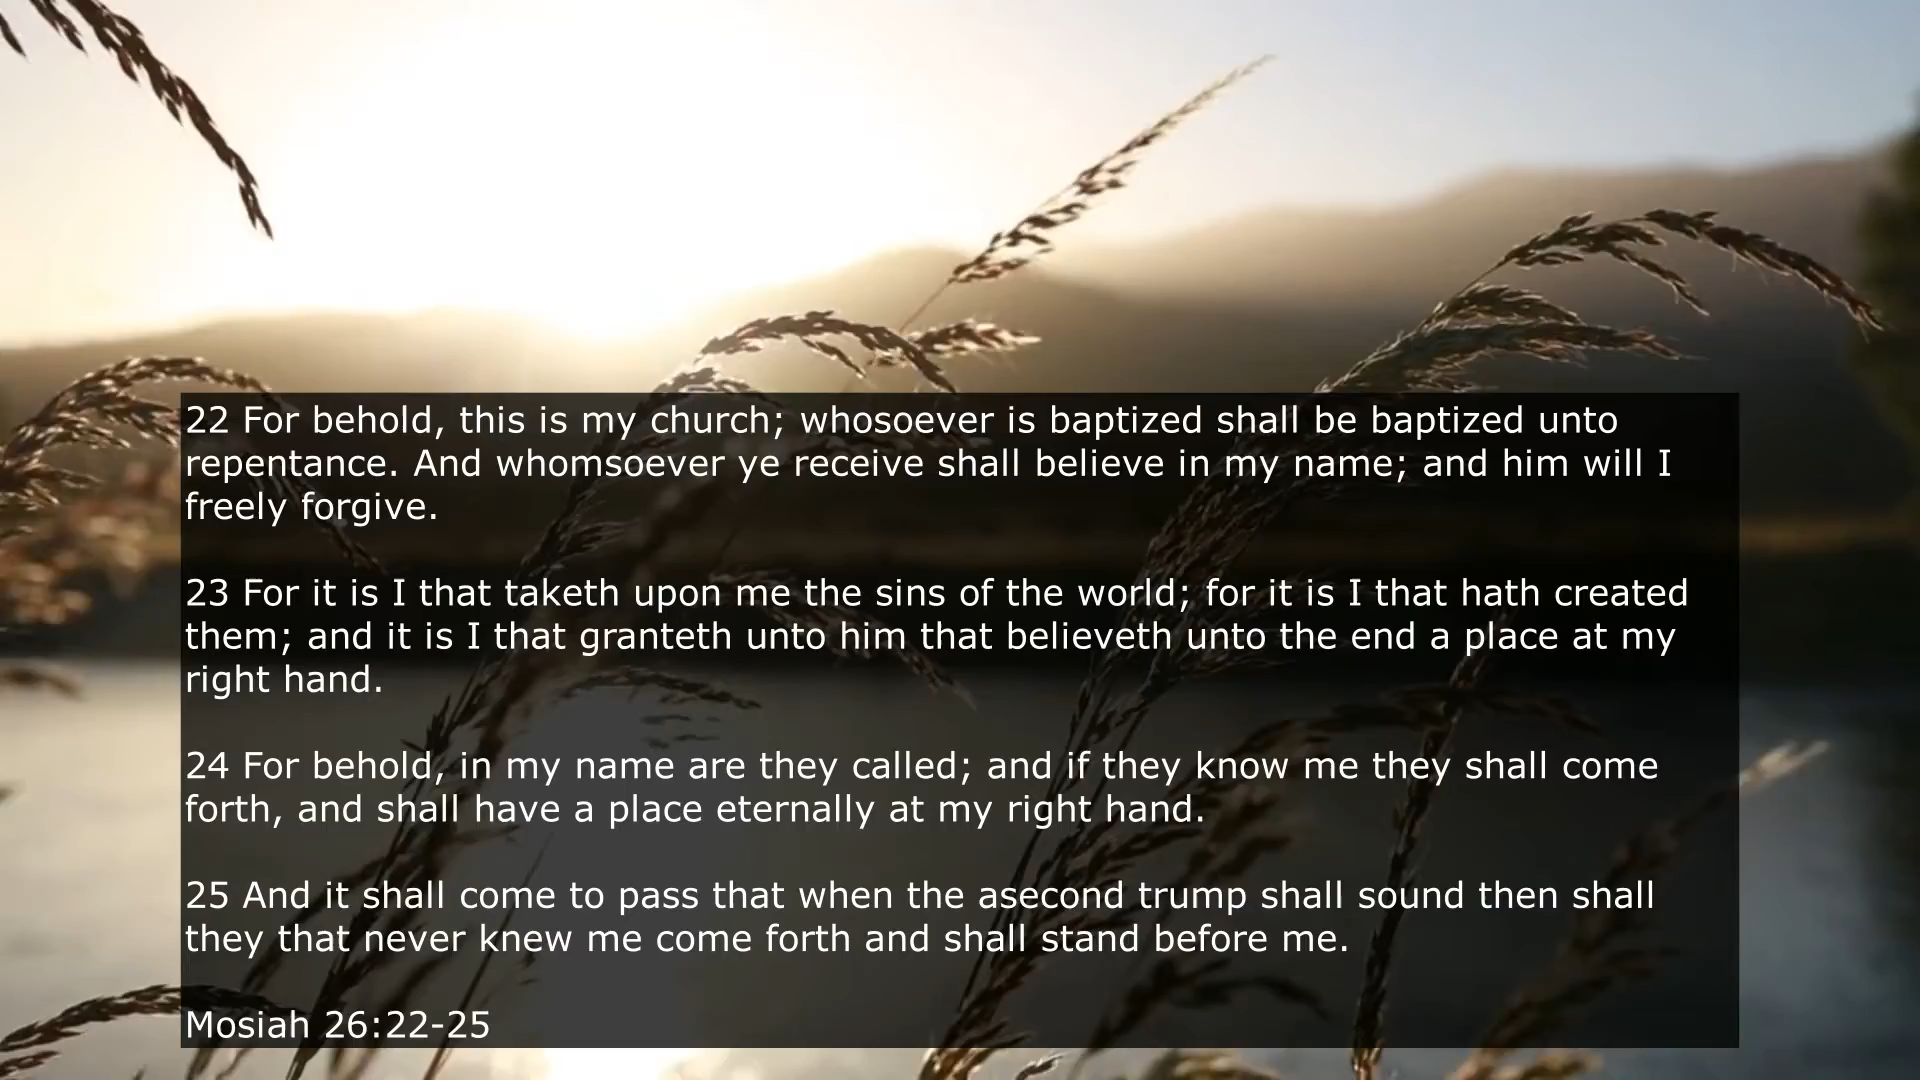 22 For behold, this is my church; whosoever is baptized shall be baptized unto
repentance. And whomsoever ye receive shall believe in my name; and him will I
freely forgive.
23 For it is I that taketh upon me the sins of the world; for it is I that hath created
them; and it is I that granteth unto him that believeth unto the end a place at my
right hand.
24 For behold, in my name are they called; and if they know me they shall come
forth, and shall have a place eternally at my right hand.
25 And it shall come to pass that when the asecond trump shall sound then shall
they that never knew me come forth and shall stand before me.
Mosiah 26:22-25